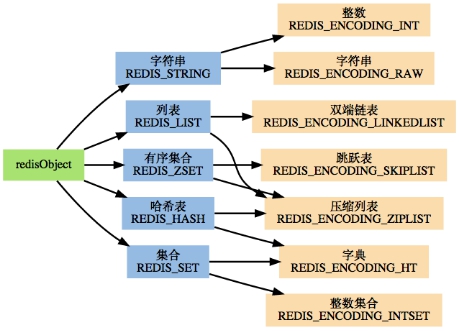 redisObject
字符串
REDIS_STRING
列表
REDIS_LIST
有序集合
REDIS_ZSET
哈希表
REDIS_HASH
集合
REDIS_SET
整数
REDIS_ENCODING_INT
字符串
REDIS_ENCODING_RAW
双端链表
REDIS_ENCODING_LINKEDLIST
跳跃表
REDIS_ENCODING_SKIPLIST
压缩列表
REDIS_ENCODING_ZIPLIST
字典
REDIS_ENCODING_HT
整数集合
REDIS_ENCODING_INTSET